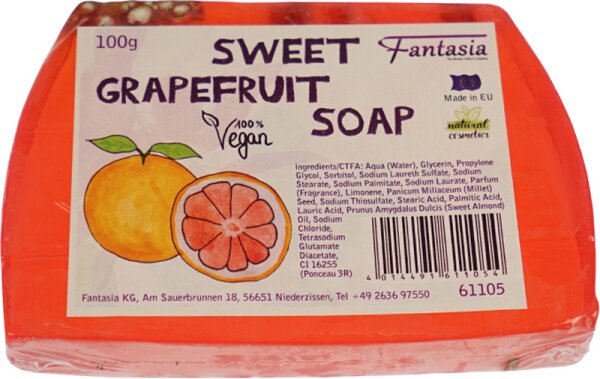 100g
SWEET
GRAPEFRUIT
SOAP
100%
Vegan
Fantasia
Made in EU
natural
cosmetics
Ingredients/CTFA: Aqua (Water), Glycerin, Propylene
Glycol, Sorbitol, Sodium Laureth Sulfate, Sodium
Stearate, Sodium Palmitate, Sodium Laurate, Parfum
(Fragrance), Limonene, Panicum Miliaceum (Millet)
Seed, Sodium Thiosulfate, Stearic Acid, Palmitic Acid,
Lauric Acid, Prunus Amygdalus Dulcis (Sweet Almond)
Oil, Sodium
Chloride,
Tetrasodium
Glutamate
Diacetate,
CI 16255
(Ponceau 3R)
4 014491 611054
Fantasia KG, Am Sauerbrunnen 18, 56651 Niederzissen, Tel +49 2636 97550
61105